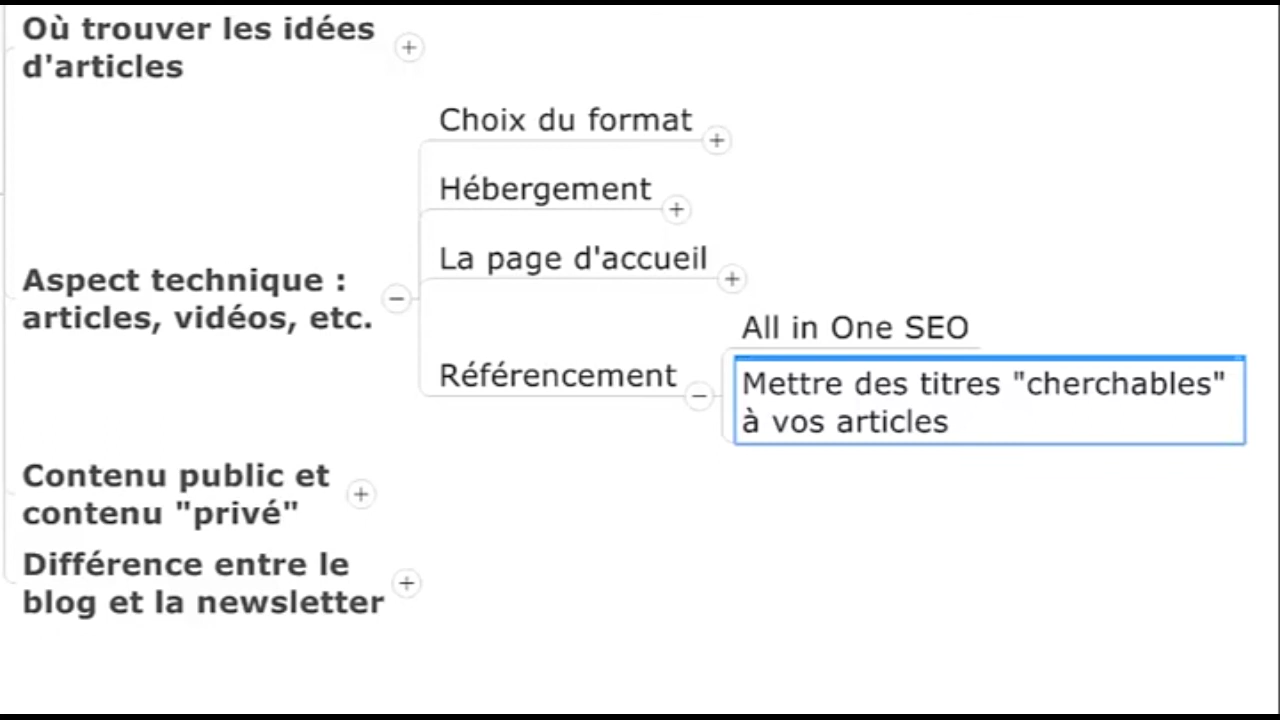 Où trouver les idées
d'articles
Choix du format
Hébergement
La page d'accueil
Aspect technique :
articles, vidéos, etc.
All in One SEO
Référencement
Mettre des titres "cherchables"
à vos articles
Contenu public et
contenu "privé"
Différence entre le
blog et la newsletter